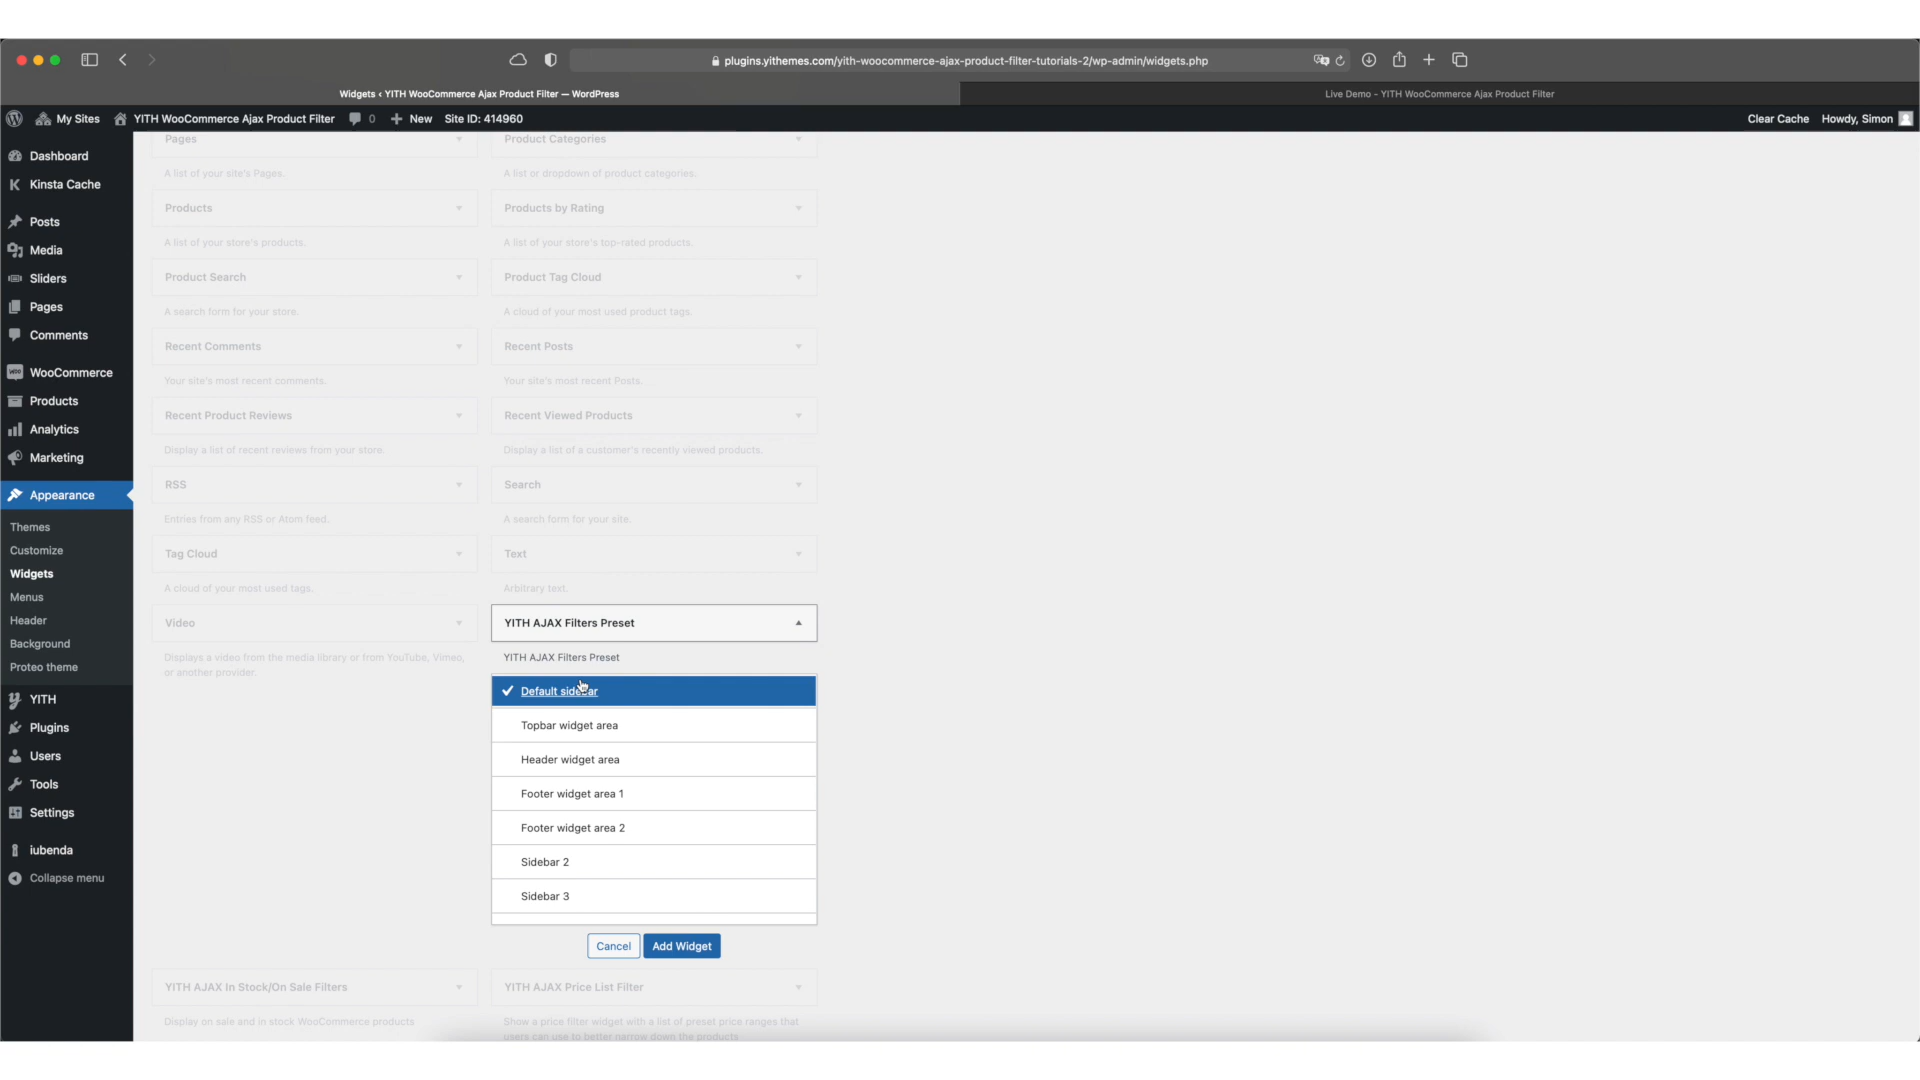 plugins.yithemes.com/yith-woocommerce-ajax-product-filter-tutorials-2/wp-admin/widgets.php
Widgets < YITH WooCommerce Ajax Product Filter — WordPress
Live Demo - YITH WooCommerce Ajax Product Filter
My Sites
YITH WooCommerce Ajax Product Filter
0
New
Site ID: 414960
Clear Cache
Howdy, Simon
Dashboard
Kinsta Cache
Posts
Media
Sliders
Pages
Comments
WooCommerce
Products
Analytics
Marketing
Appearance
Themes
Customize
Widgets
Menus
Header
Background
Proteo theme
YITH
Plugins
Users
Tools
Settings
iubenda
Collapse menu
Pages
A list of your site's Pages.
Product Categories
A list or dropdown of product categories.
Products
A list of your store's products.
Products by Rating
A list of your store's top-rated products.
Product Search
A search form for your store.
Product Tag Cloud
A cloud of your most used product tags.
Recent Comments
Your site's most recent comments.
Recent Posts
Your site's most recent Posts.
Recent Product Reviews
Display a list of recent reviews from your store.
Recent Viewed Products
Display a list of a customer's recently viewed products.
RSS
Entries from any RSS or Atom feed.
Search
A search form for your site.
Tag Cloud
A cloud of your most used tags.
Text
Arbitrary text.
Video
Displays a video from the media library or from YouTube, Vimeo,
or another provider.
YITH AJAX Filters Preset
YITH AJAX Filters Preset
Default sidebar
Topbar widget area
Header widget area
Footer widget area 1
Footer widget area 2
Sidebar 2
Sidebar 3
Cancel
Add Widget
YITH AJAX In Stock/On Sale Filters
Display on sale and in stock WooCommerce products
YITH AJAX Price List Filter
Show a price filter widget with a list of preset price ranges that
users can use to better narrow down the products